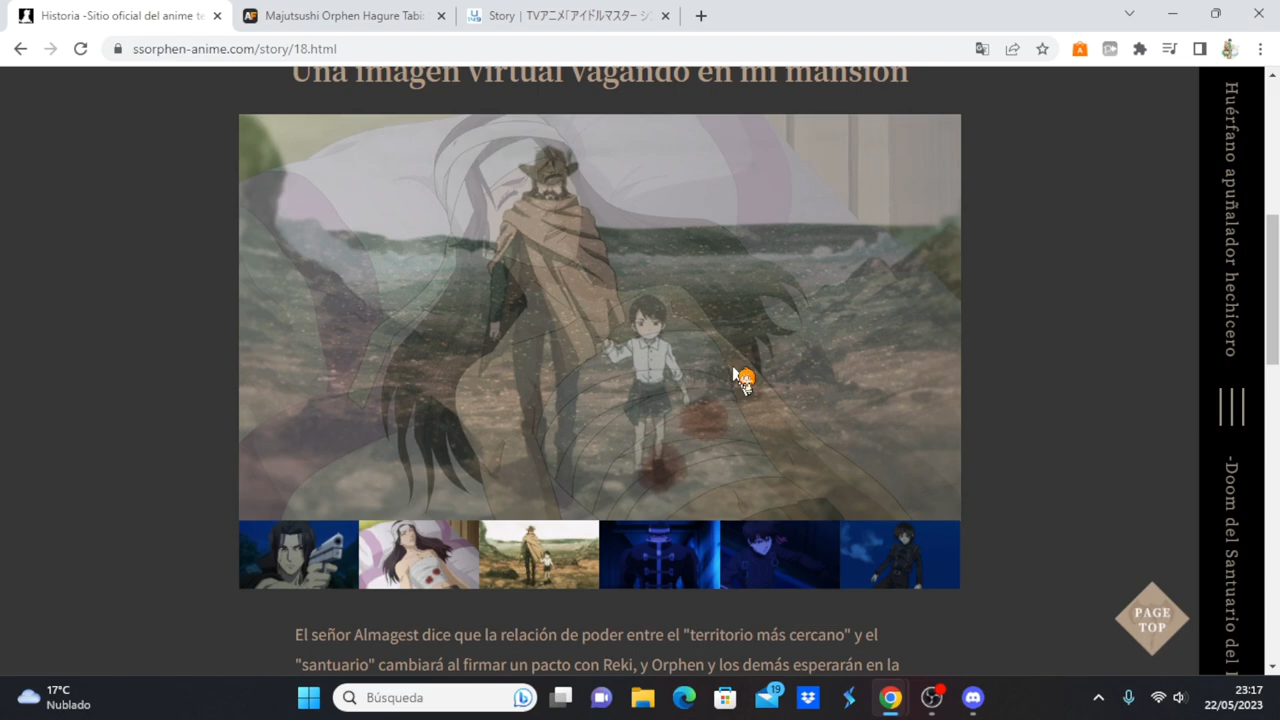 Historia -Sitio oficial del anime te
Majutsushi Orphen Hagure Tabi:
Story | TVアニメ「アイドルマスター シン
ssorphen-anime.com/story/18.html
Una imagen virtual vagando en mi mansión
Huérfano apuñalador hechicero
-Doom del Santuario del
PAGE
TOP
El señor Almagest dice que la relación de poder entre el "territorio más cercano" y el
"santuario" cambiará al firmar un pacto con Reki, y Orphen y los demás esperarán en la
17°C
Nublado
Búsqueda
19
23:17
22/05/2023